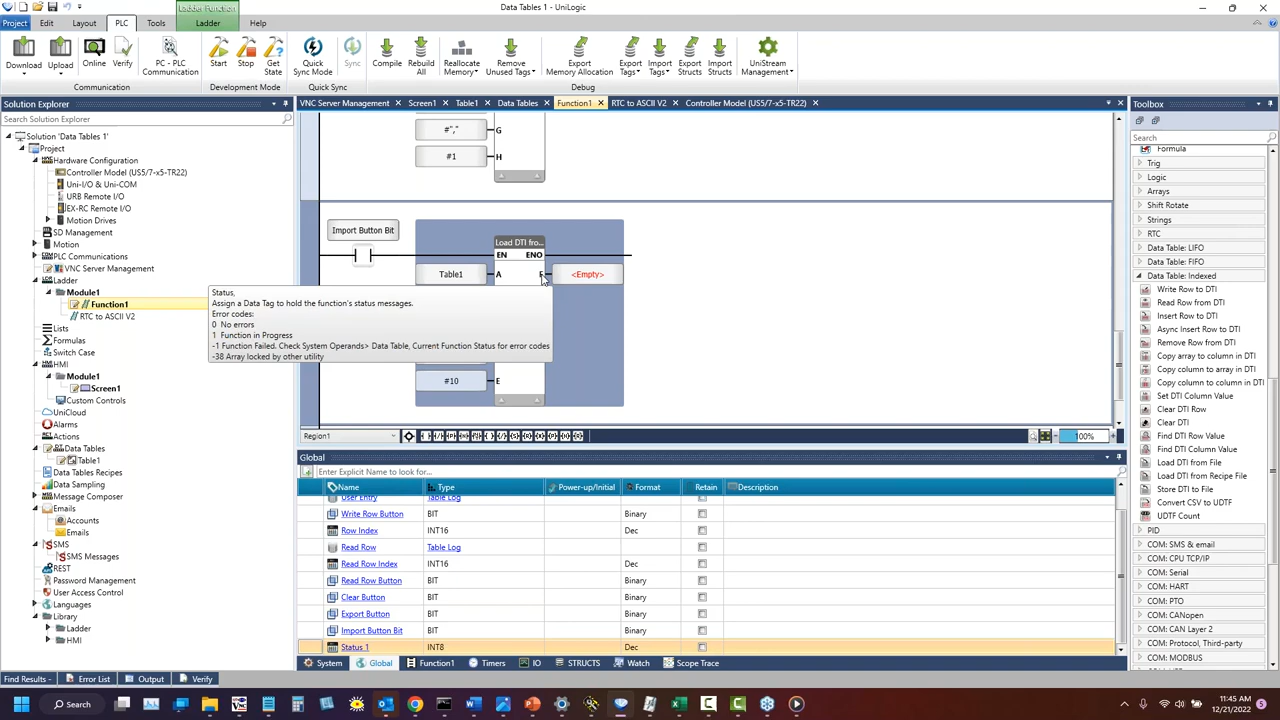 Ladder Function
Data Tables 1 - UniLogic
Project Edit Layout PLC Tools Ladder Help
Download Upload Online Verify PC - PLC Communication Start Stop Get State Quick Sync Mode Sync Compile Rebuild All Reallocate Memory Remove Unused Tags Export Memory Allocation Export Tags Import Tags Export Structs Import Structs UniStream Management
Communication Development Mode Quick Sync Debug
Solution Explorer
Search Solution Explorer
Solution 'Data Tables 1'
Project
Hardware Configuration
Controller Model (US5/7-x5-TR22)
Uni-I/O & Uni-COM
URB Remote I/O
EX-RC Remote I/O
Motion Drives
SD Management
Motion
PLC Communications
VNC Server Management
Ladder
Module1
Function1
RTC to ASCII V2
Lists
Formulas
Switch Case
HMI
Module1
Screen1
Custom Controls
UniCloud
Alarms
Actions
Data Tables
Table1
Data Tables Recipes
Data Sampling
Message Composer
Emails
Accounts
Emails
SMS
SMS Messages
REST
Password Management
User Access Control
Languages
Library
Ladder
HMI
VNC Server Management Screen1 Table1 Data Tables Function1 RTC to ASCII V2 Controller Model (US5/7-x5-TR22)
#"," G
#1 H
Import Button Bit
Load DTI fro...
EN ENO
Table1 A F <Empty>
Status,
Assign a Data Tag to hold the function's status messages.
Error codes:
0 No errors
1 Function in Progress
-1 Function Failed. Check System Operands> Data Table, Current Function Status for error codes
-38 Array locked by other utility
#10 E
Region1
100%
Global
Enter Explicit Name to look for...
Name Type Power-up/Initial Format Retain Description
User Entry Table Log
Write Row Button BIT Binary
Row Index INT16 Dec
Read Row Table Log
Read Row Index INT16 Dec
Read Row Button BIT Binary
Clear Button BIT Binary
Export Button BIT Binary
Import Button Bit BIT Binary
Status 1 INT8 Dec
System Global Function1 Timers IO STRUCTS Watch Scope Trace
Toolbox
Search
Formula
Trig
Logic
Arrays
Shift Rotate
Strings
RTC
Data Table: LIFO
Data Table: FIFO
Data Table: Indexed
Write Row to DTI
Read Row from DTI
Insert Row to DTI
Async Insert Row to DTI
Remove Row from DTI
Copy array to column in DTI
Copy column to array in DTI
Copy column to column in DTI
Set DTI Column Value
Clear DTI Row
Find DTI Row Value
Find DTI Column Value
Load DTI from File
Load DTI from Recipe File
Store DTI to File
Convert CSV to UDTF
UDTF Count
PID
COM: SMS & email
COM: CPU TCP/IP
COM: Serial
COM: HART
COM: PTO
COM: CANopen
COM: CAN Layer 2
Protocol, Third-party
COM: MODBUS
Find Results - Error List Output Verify
Search
11:45 AM
12/21/2022